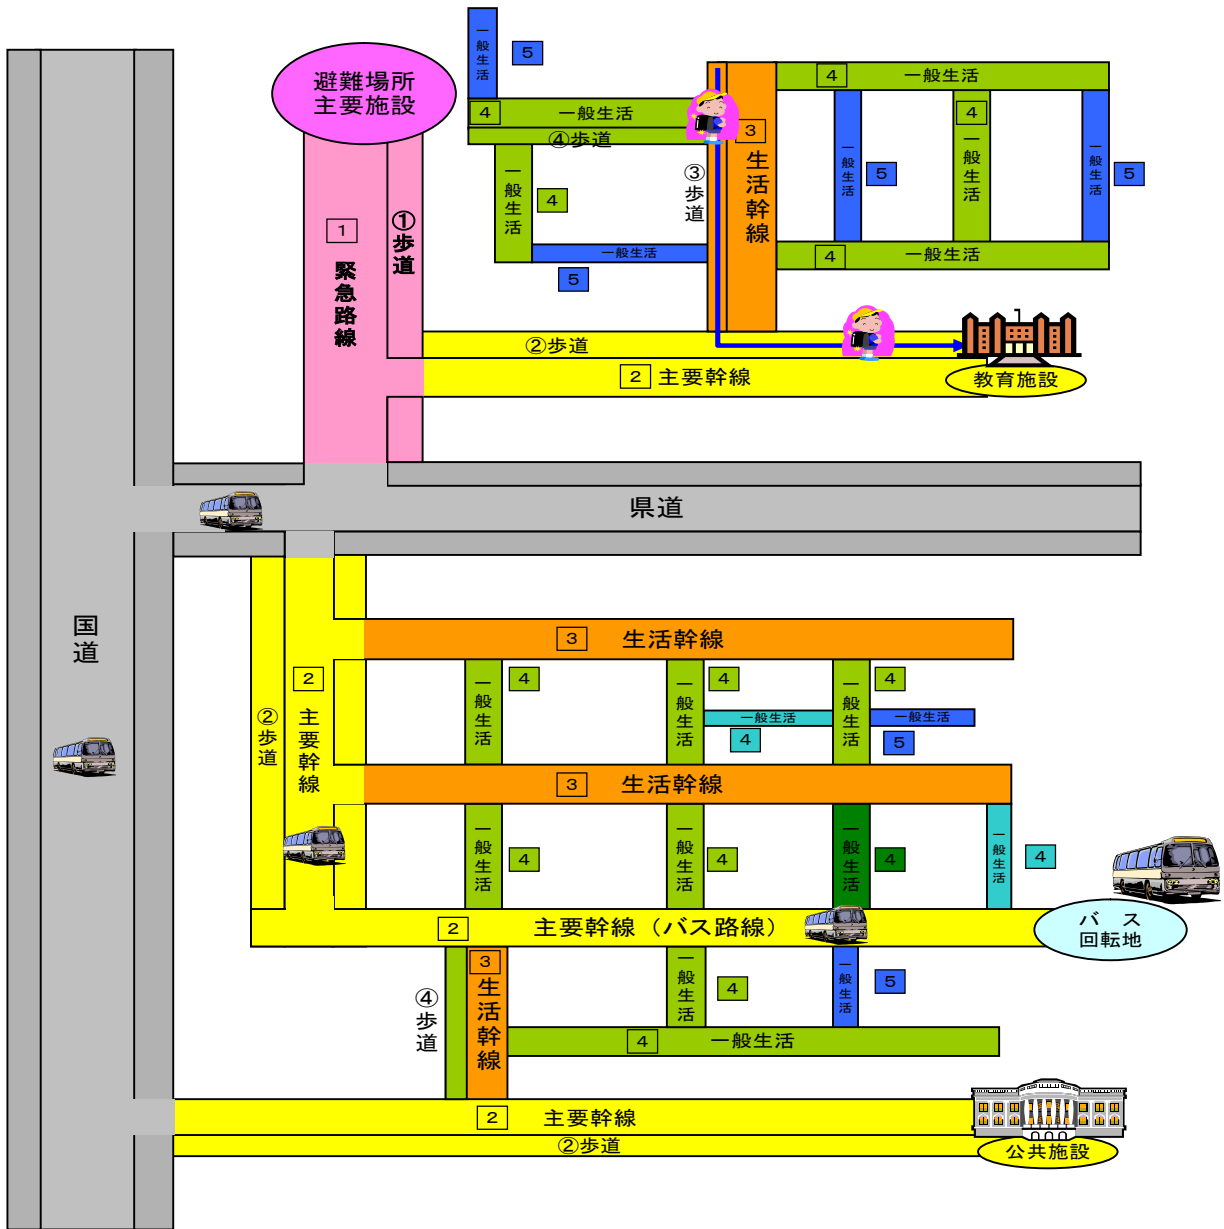 避難場所
主要施設
一般生活
5
4
一般生活
④歩道
一般生活
4
一般生活
5
③歩道
3
生活幹線
4
一般生活
一般生活
5
4
一般生活
一般生活
5
4
一般生活
1
緊急路線
①歩道
②歩道
2
主要幹線
教育施設
県道
国道
②歩道
2
主要幹線
3
生活幹線
一般生活
4
一般生活
4
一般生活
4
一般生活
4
一般生活
5
3
生活幹線
一般生活
4
一般生活
4
一般生活
4
一般生活
4
2
主要幹線（バス路線）
バス
回転地
④歩道
3
生活幹線
一般生活
4
一般生活
5
4
一般生活
2
主要幹線
②歩道
公共施設